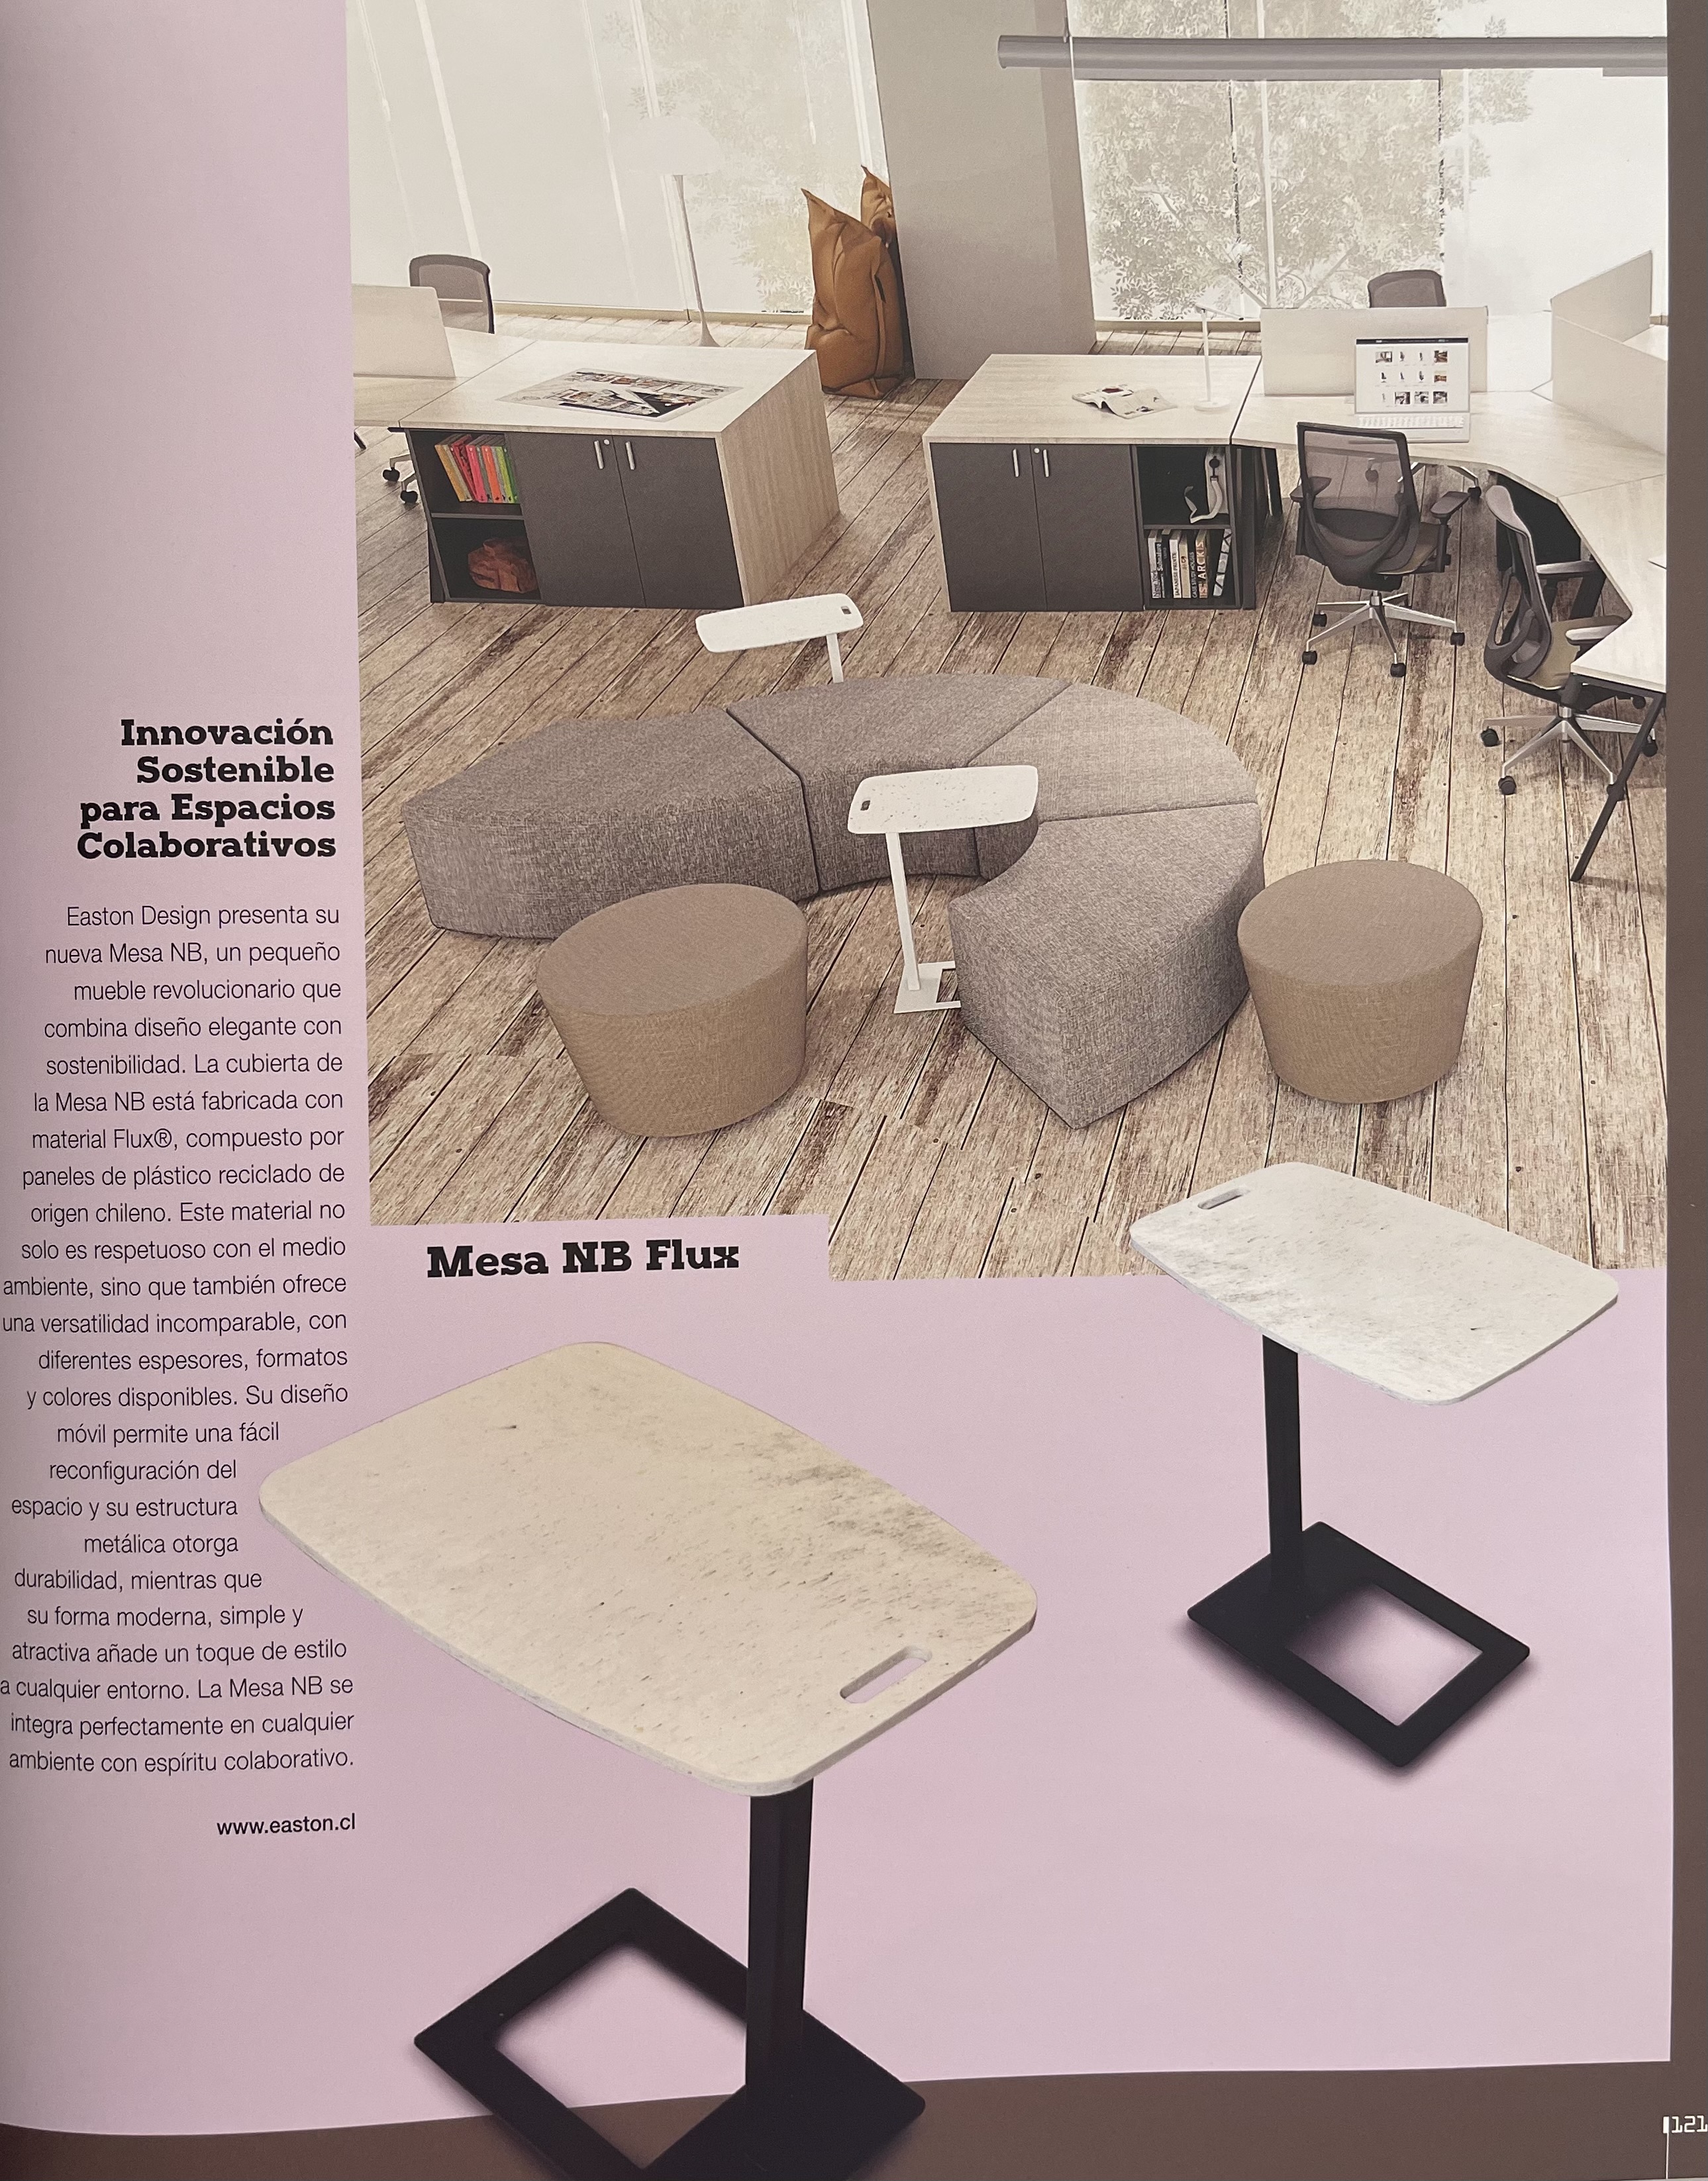 Innovación
Sostenible
para Espacios
Colaborativos
Easton Design presenta su
nueva Mesa NB, un pequeño
mueble revolucionario que
combina diseño elegante con
sostenibilidad. La cubierta de
la Mesa NB está fabricada con
material Flux®, compuesto por
paneles de plástico reciclado de
origen chileno. Este material no
solo es respetuoso con el medio
ambiente, sino que también ofrece
una versatilidad incomparable, con
diferentes espesores, formatos
y colores disponibles. Su diseño
móvil permite una fácil
reconfiguración del
espacio y su estructura
metálica otorga
durabilidad, mientras que
su forma moderna, simple y
atractiva añade un toque de estilo
a cualquier entorno. La Mesa NB se
integra perfectamente en cualquier
ambiente con espíritu colaborativo.
www.easton.cl
Mesa NB Flux
121